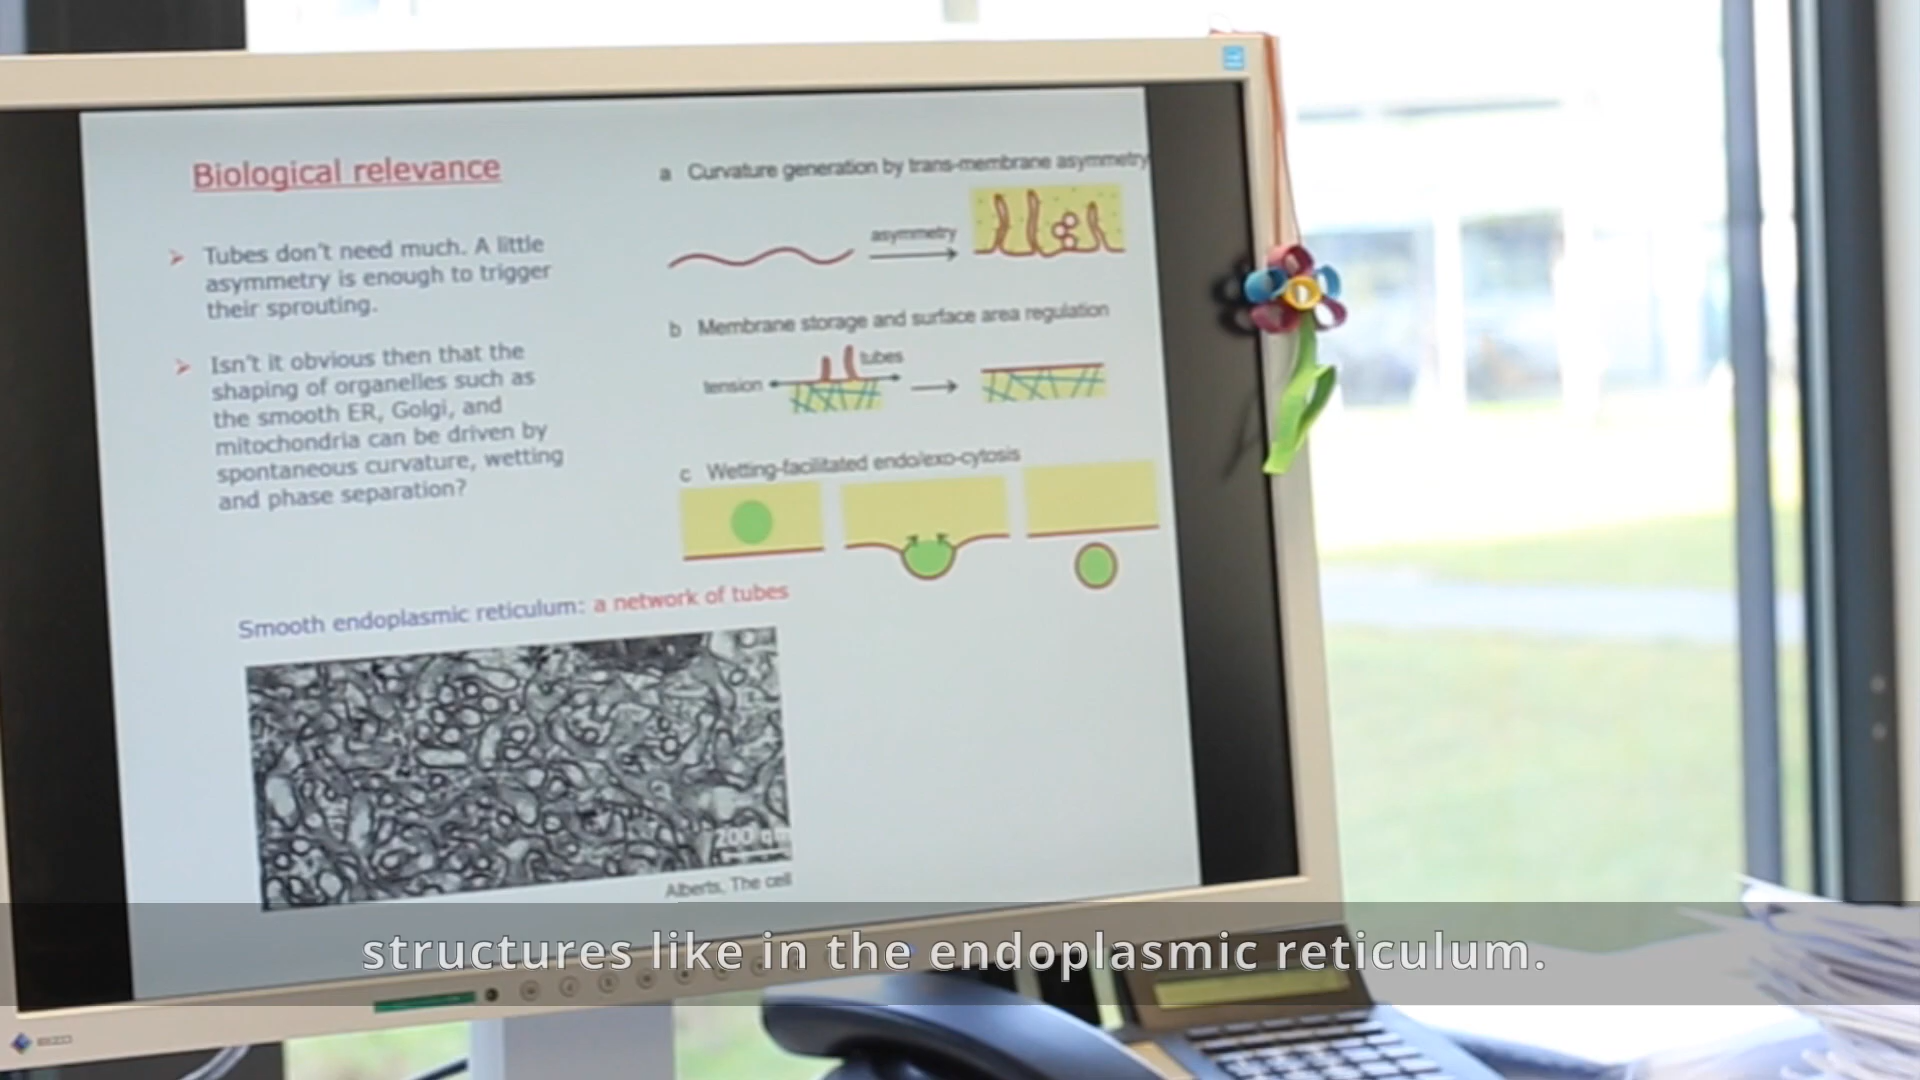 Biological relevance
Tubes don't need much. A little
asymmetry is enough to trigger
their sprouting.
Isn't it obvious then that the
shaping of organelles such as
the smooth ER, Golgi, and
mitochondria can be driven by
spontaneous curvature, wetting
and phase separation?
a Curvature generation by trans-membrane asymmetry
asymmetry
b Membrane storage and surface area regulation
tubes
tension
c Wetting-facilitated endo/exo-cytosis
Smooth endoplasmic reticulum: a network of tubes
200 nm
Alberts, The cell
structures like in the endoplasmic reticulum.
EIZO